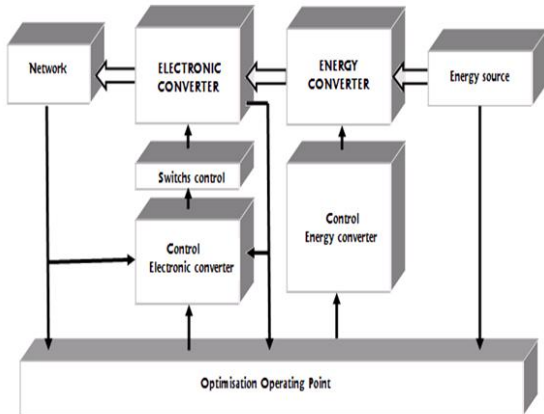 Network
ELECTRONIC
CONVERTER
ENERGY
CONVERTER
Energy source
Switchs control
Control
Electronic converter
Control
Energy converter
Optimisation Operating Point